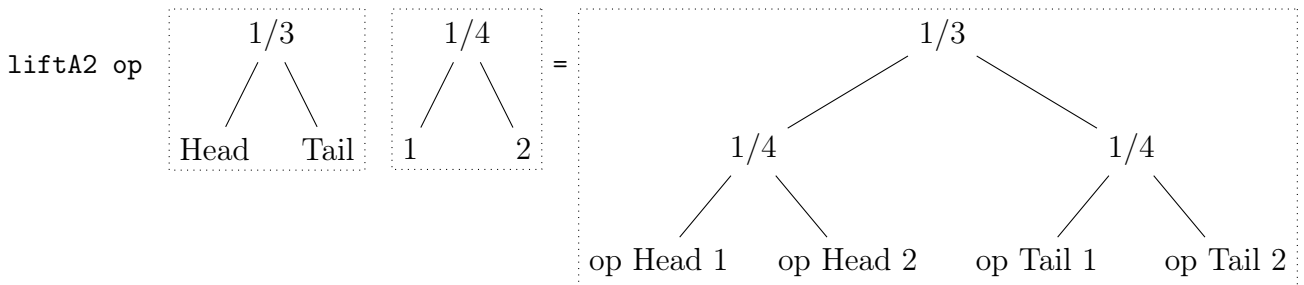 1/3 1/4 1/3
liftA2 op =
Head Tail 1 2 1/4 1/4
op Head 1 op Head 2 op Tail 1 op Tail 2